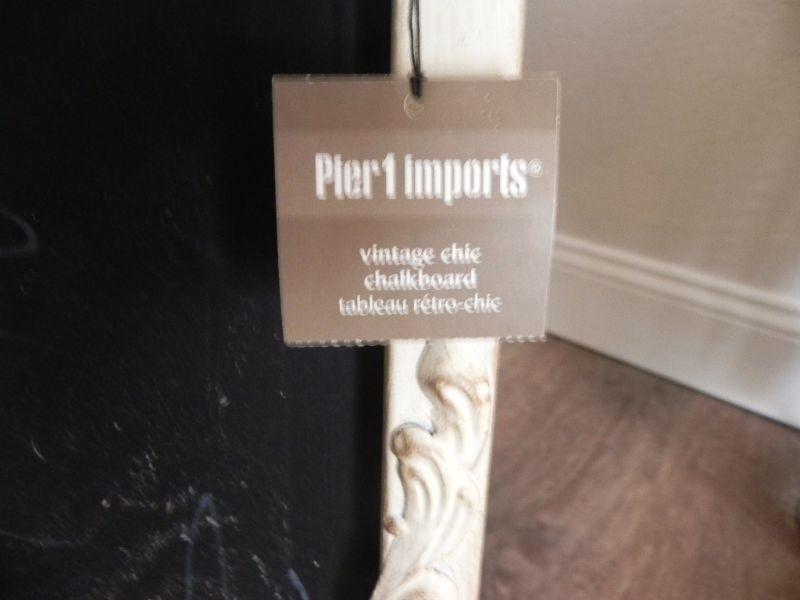 Pier1 imports®
vintage chic
chalkboard
tableau rétro-chic